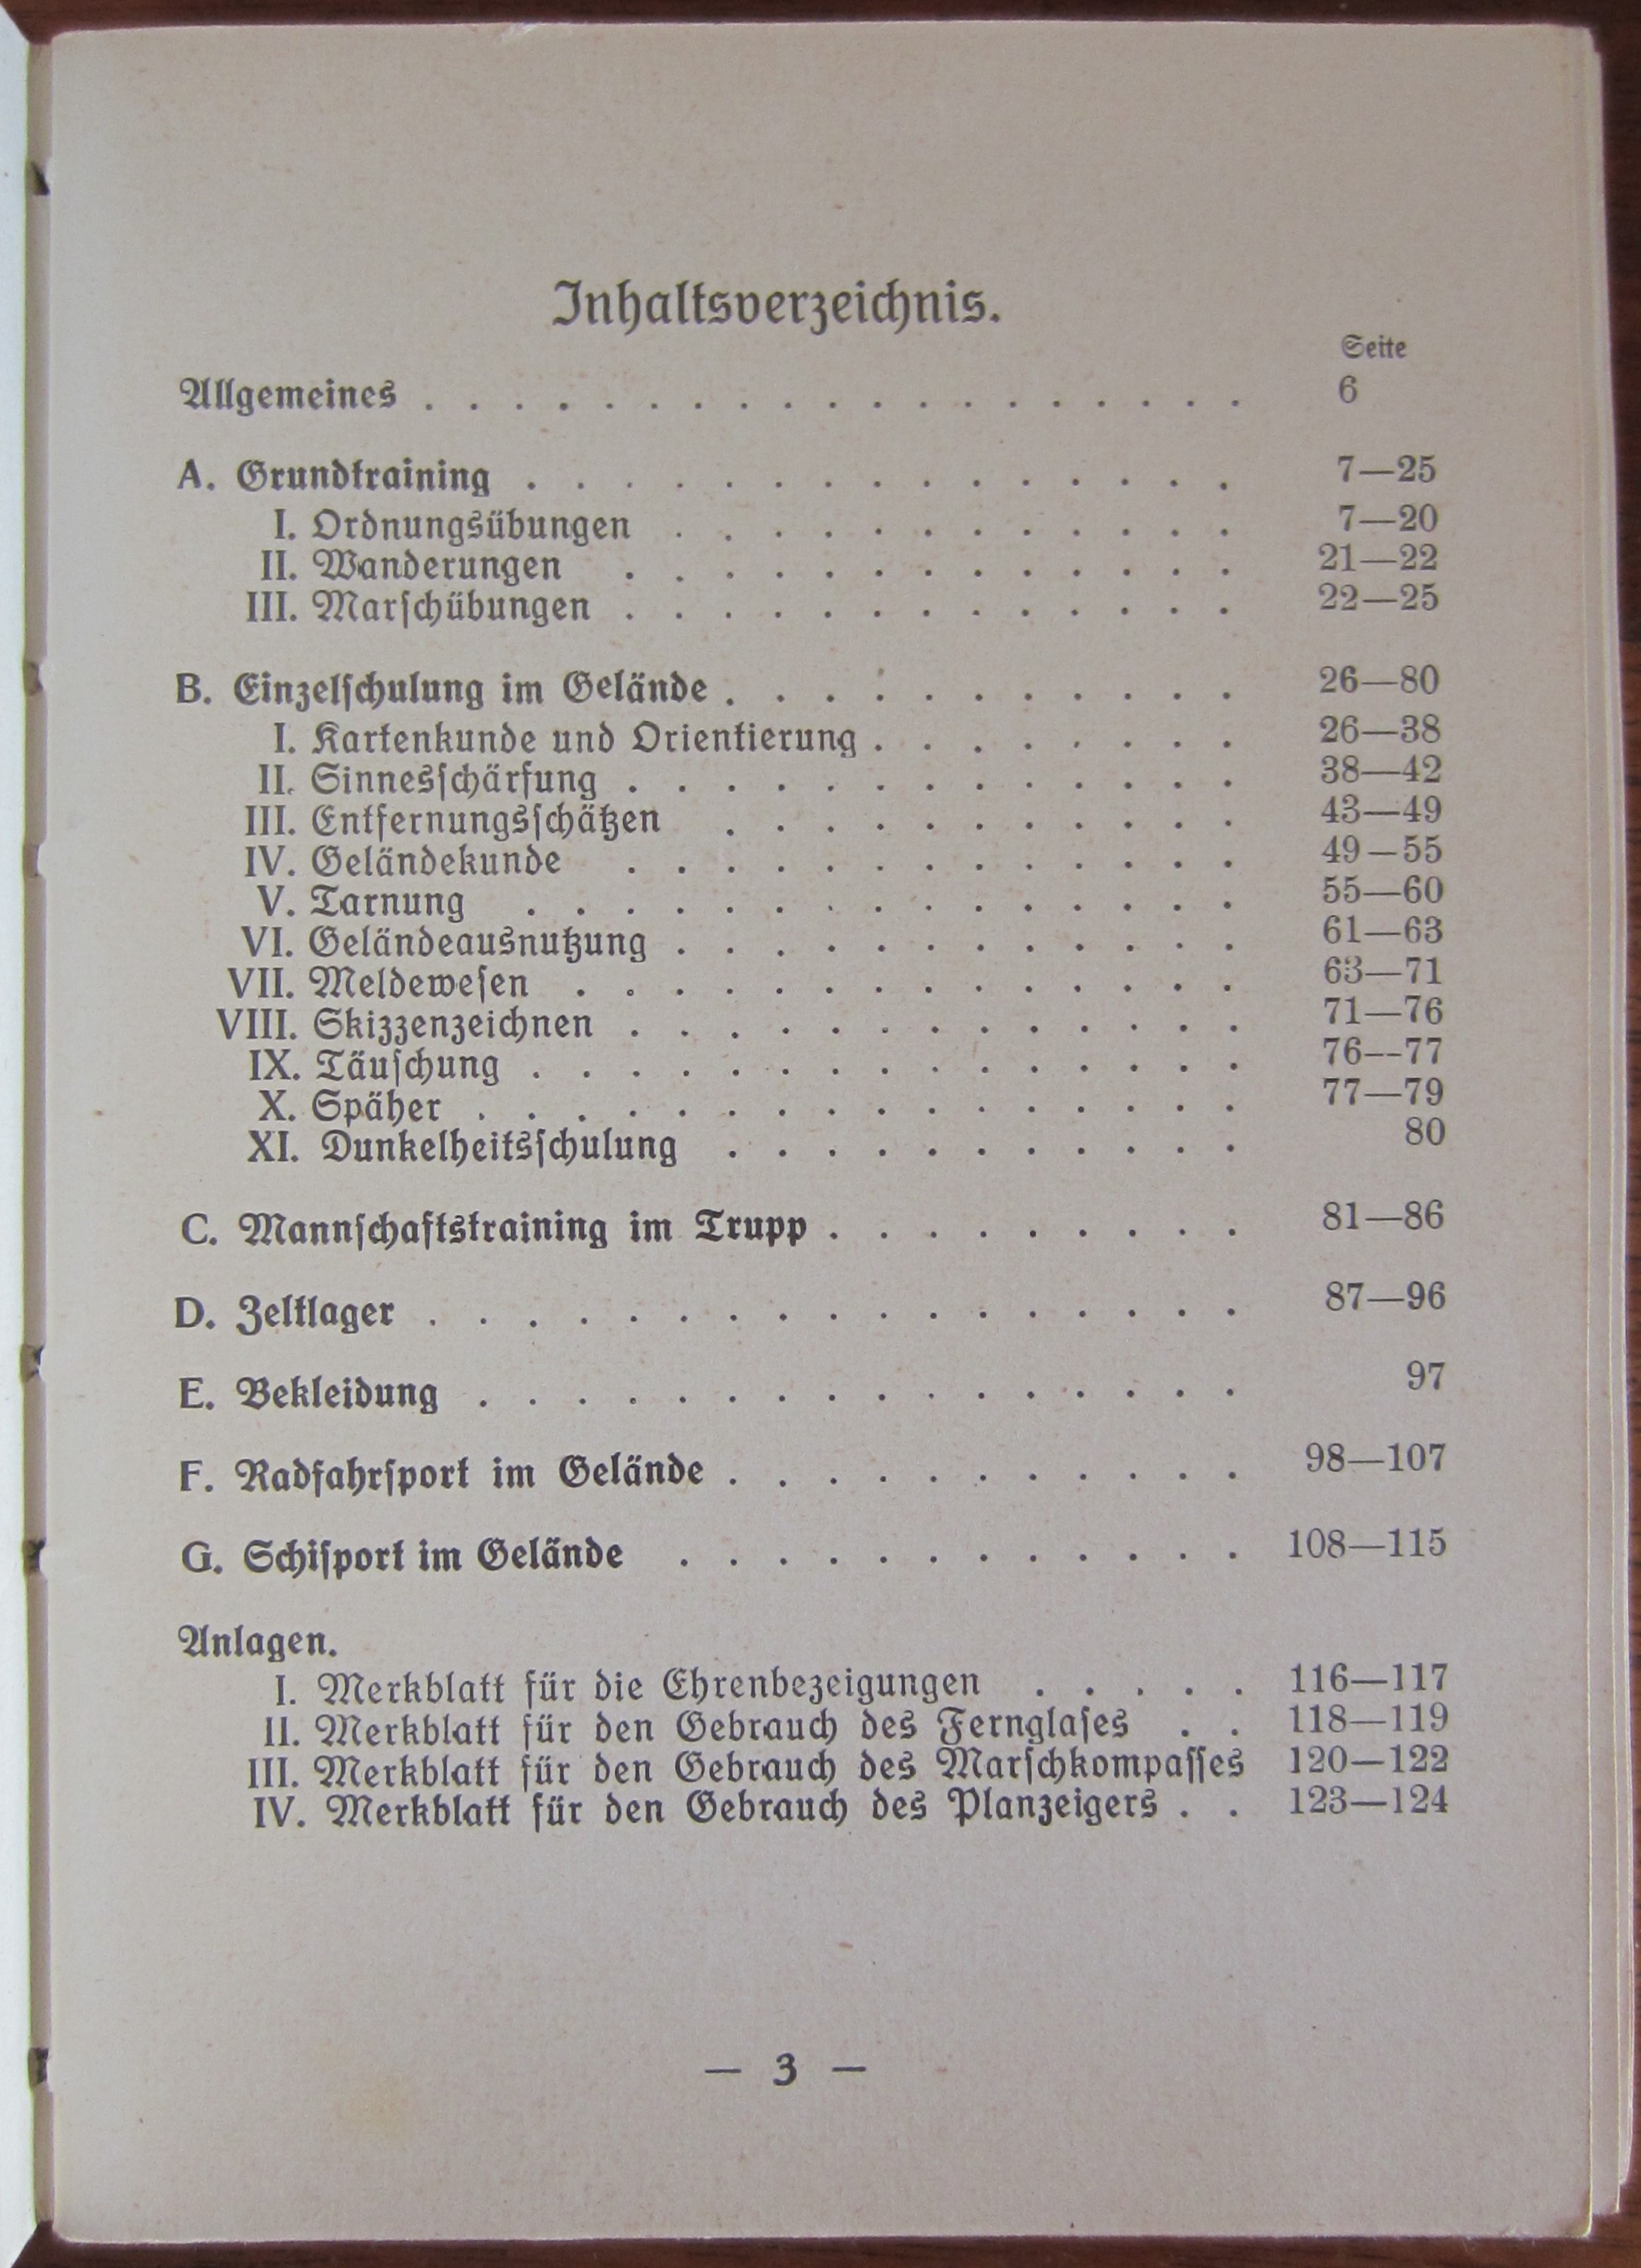 Inhaltsverzeichnis.
Seite
Allgemeines . . . . . . . . . . . . . . . . . . . 6
A. Grundtraining . . . . . . . . . . . . . . . 7—25
I. Ordnungsübungen . . . . . . . . . . . . 7—20
II. Wanderungen . . . . . . . . . . . . . 21—22
III. Marſchübungen . . . . . . . . . . . . . 22—25
B. Einzelſchulung im Gelände . . . . . . . . . . . 26—80
I. Kartenkunde und Orientierung . . . . . . . . 26—38
II. Sinnesſchärfung . . . . . . . . . . . . . 38—42
III. Entfernungsſchätzen . . . . . . . . . . . 43—49
IV. Geländekunde . . . . . . . . . . . . . 49—55
V. Tarnung . . . . . . . . . . . . . . . 55—60
VI. Geländeausnutzung . . . . . . . . . . . . 61—63
VII. Meldeweſen . . . . . . . . . . . . . . 63—71
VIII. Skizzenzeichnen . . . . . . . . . . . . . 71—76
IX. Täuſchung . . . . . . . . . . . . . . . 76—77
X. Späher . . . . . . . . . . . . . . . . 77—79
XI. Dunkelheitsſchulung . . . . . . . . . . . 80
C. Mannſchaftstraining im Trupp . . . . . . . . . 81—86
D. Zeltlager . . . . . . . . . . . . . . . . . 87—96
E. Bekleidung . . . . . . . . . . . . . . . . 97
F. Radfahrſport im Gelände . . . . . . . . . . . 98—107
G. Schiſport im Gelände . . . . . . . . . . . . 108—115
Anlagen.
I. Merkblatt für die Ehrenbezeigungen . . . . . 116—117
II. Merkblatt für den Gebrauch des Fernglaſes . . 118—119
III. Merkblatt für den Gebrauch des Marſchkompaſſes 120—122
IV. Merkblatt für den Gebrauch des Planzeigers . . 123—124
— 3 —